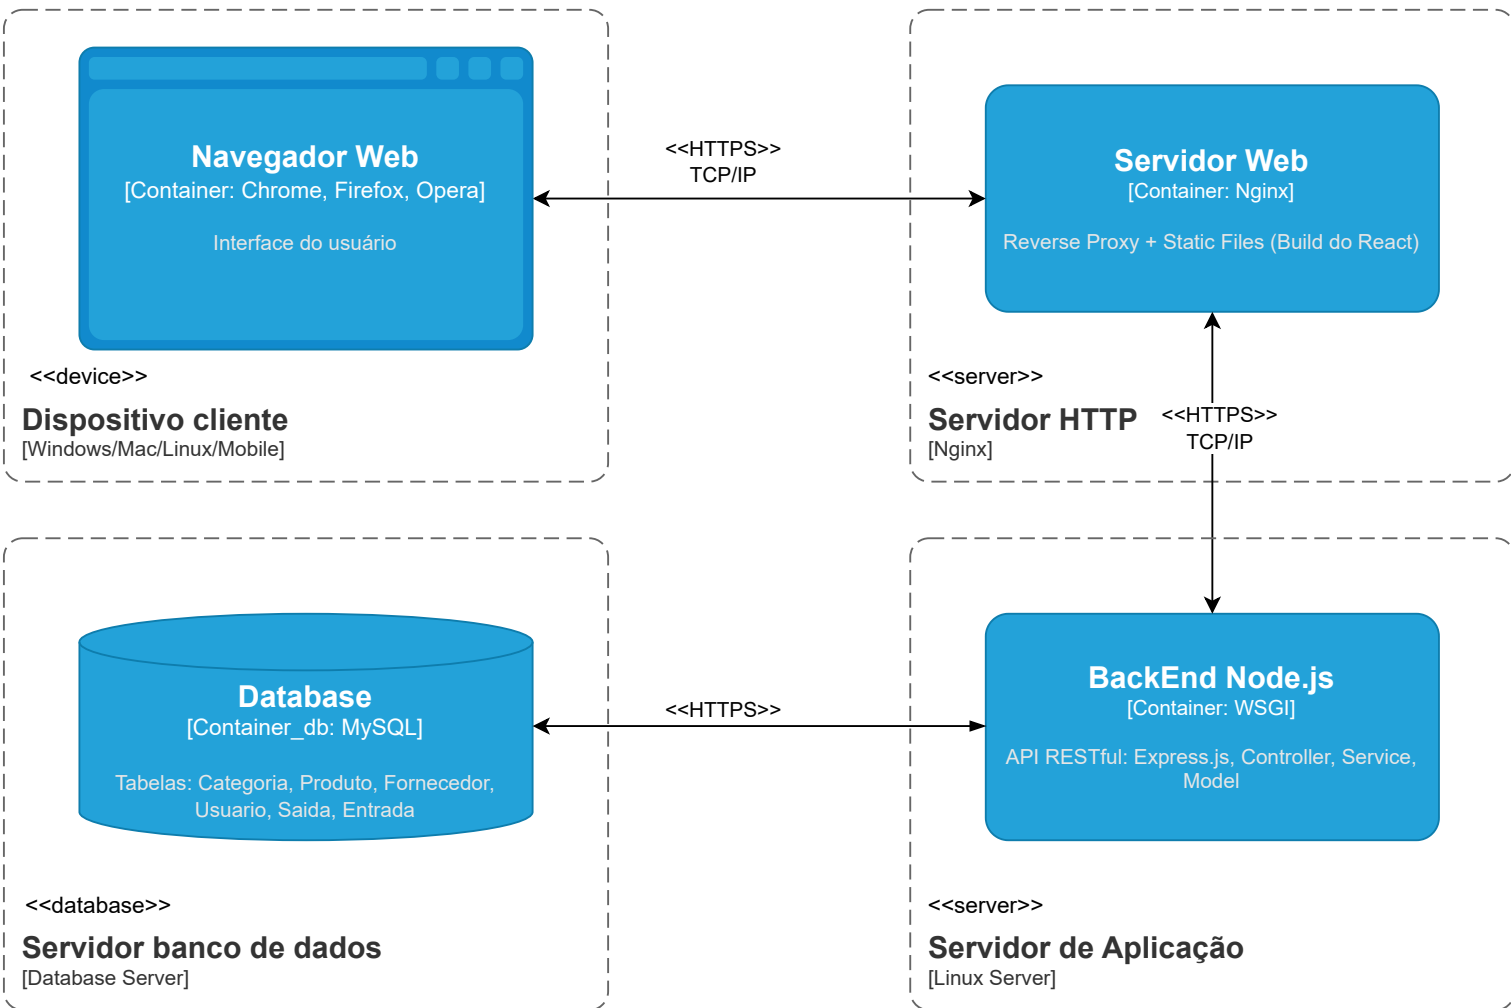 Navegador Web
[Container: Chrome, Firefox, Opera]
Interface do usuário
<<device>>
Dispositivo cliente
[Windows/Mac/Linux/Mobile]
<<HTTPS>>
TCP/IP
Servidor Web
[Container: Nginx]
Reverse Proxy + Static Files (Build do React)
<<server>>
Servidor HTTP
[Nginx]
<<HTTPS>>
TCP/IP
Database
[Container_db: MySQL]
Tabelas: Categoria, Produto, Fornecedor,
Usuario, Saida, Entrada
<<database>>
Servidor banco de dados
[Database Server]
<<HTTPS>>
BackEnd Node.js
[Container: WSGI]
API RESTful: Express.js, Controller, Service,
Model
<<server>>
Servidor de Aplicação
[Linux Server]